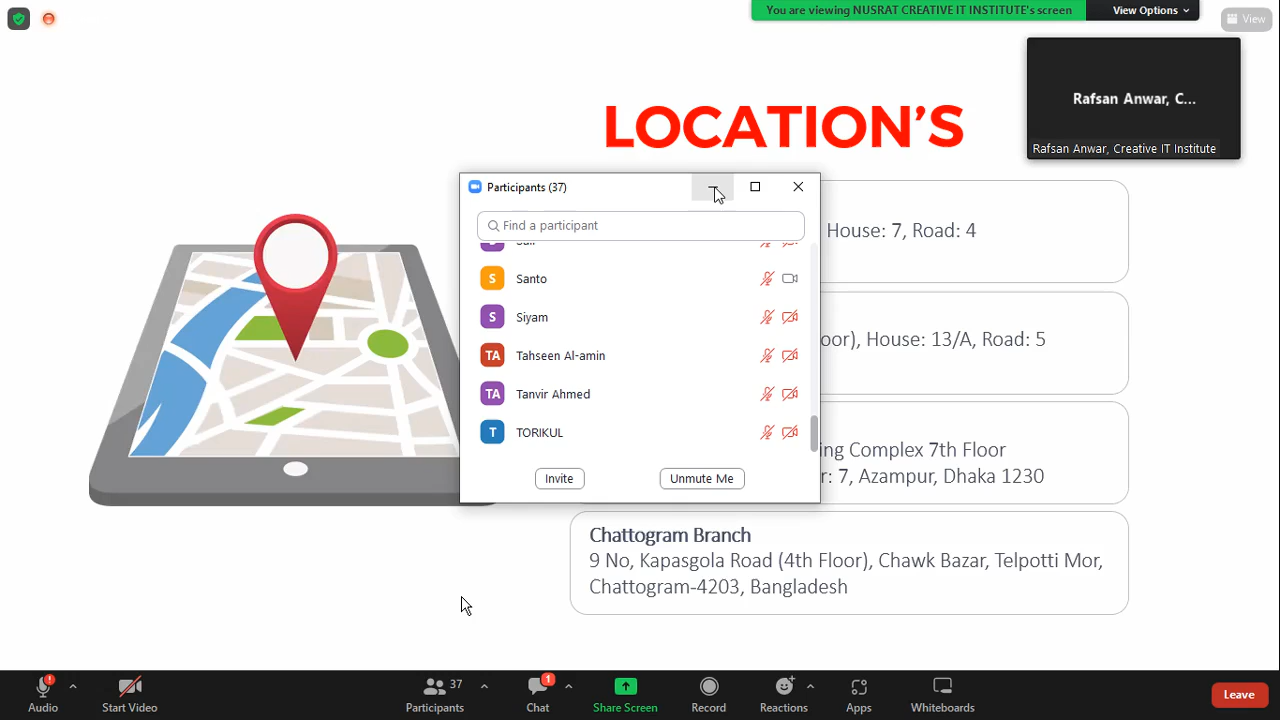 You are viewing NUSRAT CREATIVE IT INSTITUTE's screen
View Options
View
Rafsan Anwar, C...
Rafsan Anwar, Creative IT Institute
LOCATION'S
Participants (37)
Find a participant
S Santo
S Siyam
TA Tahseen Al-amin
TA Tanvir Ahmed
T TORIKUL
Invite
Unmute Me
House: 7, Road: 4
oor), House: 13/A, Road: 5
ing Complex 7th Floor
: 7, Azampur, Dhaka 1230
Chattogram Branch
9 No, Kapasgola Road (4th Floor), Chawk Bazar, Telpotti Mor,
Chattogram-4203, Bangladesh
Audio
Start Video
37
Participants
1
Chat
Share Screen
Record
Reactions
Apps
Whiteboards
Leave